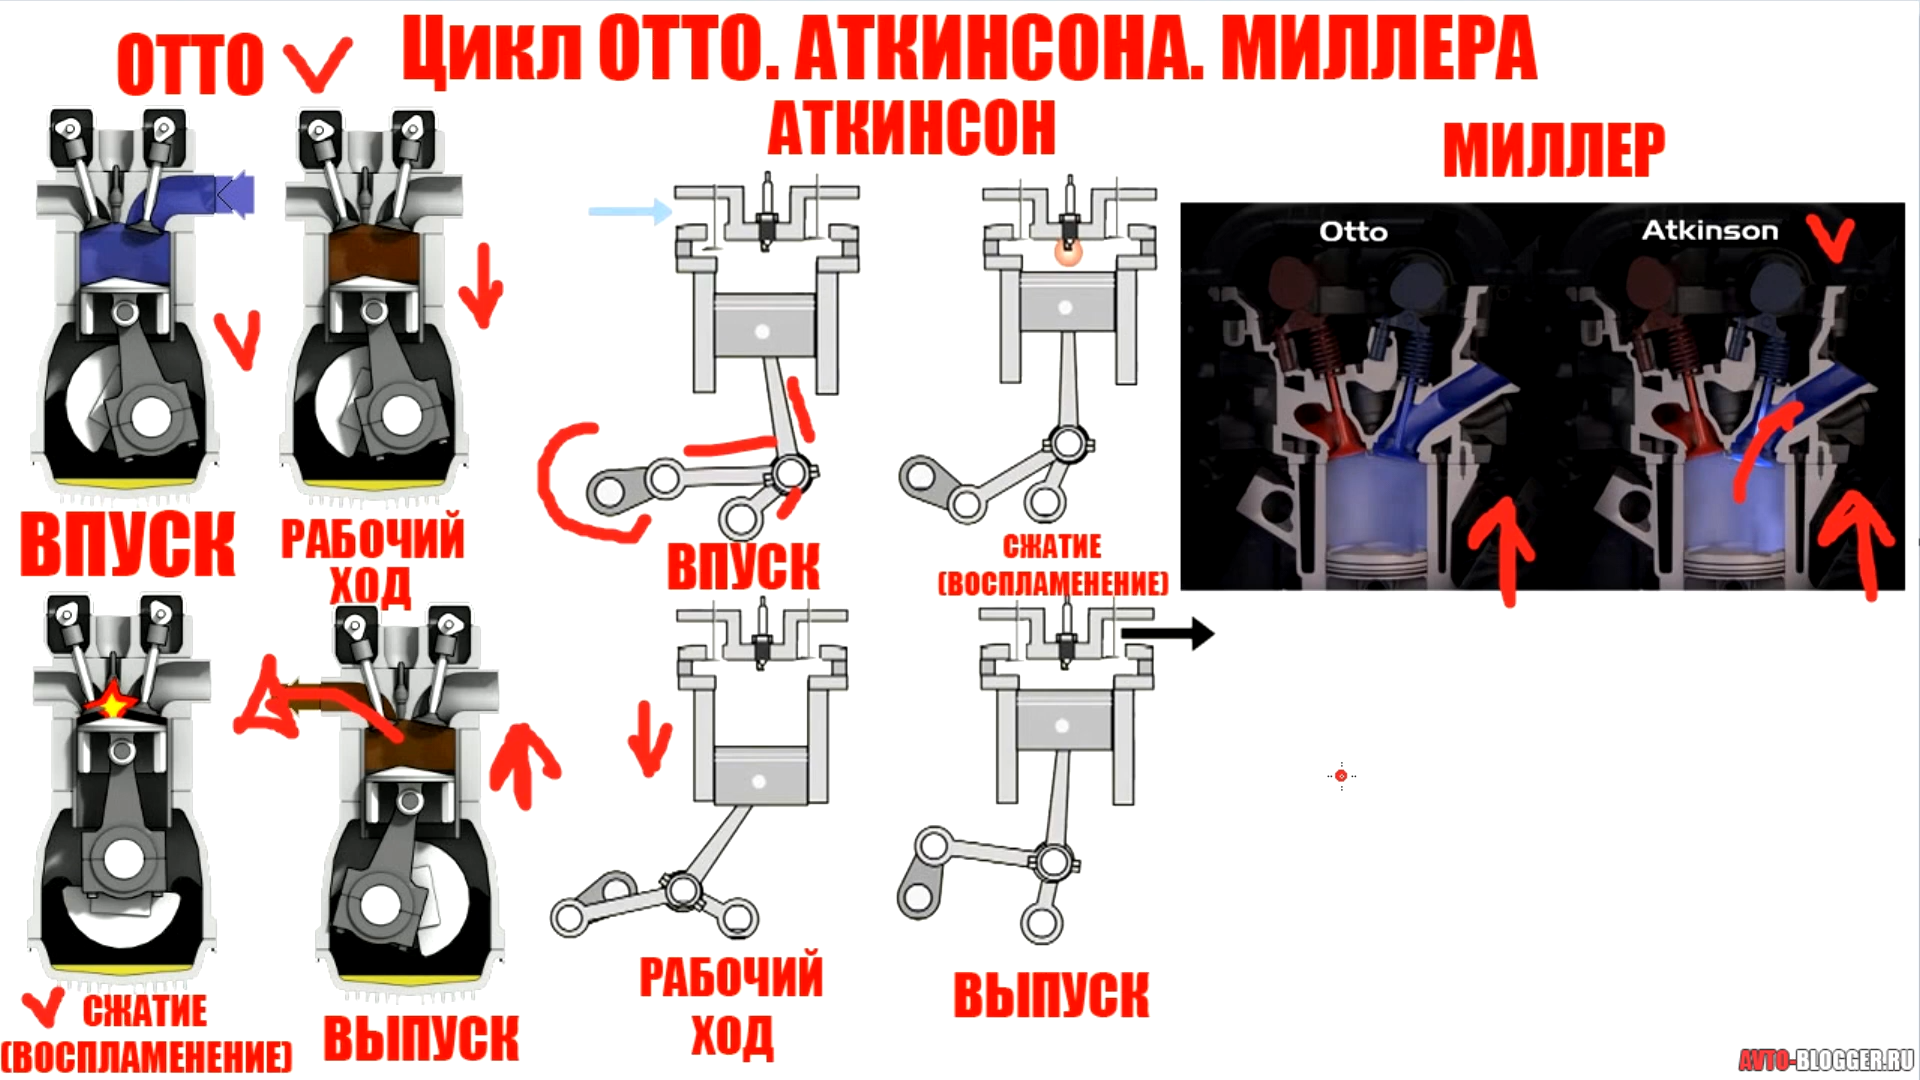 Цикл ОТТО. АТКИНСОНА. МИЛЛЕРА
ОТТО
АТКИНСОН
МИЛЛЕР
Otto
Atkinson
ВПУСК
РАБОЧИЙ
ХОД
ВПУСК
СЖАТИЕ
(ВОСПЛАМЕНЕНИЕ)
СЖАТИЕ
(ВОСПЛАМЕНЕНИЕ)
ВЫПУСК
РАБОЧИЙ
ХОД
ВЫПУСК
AVTO-BLOGGER.RU